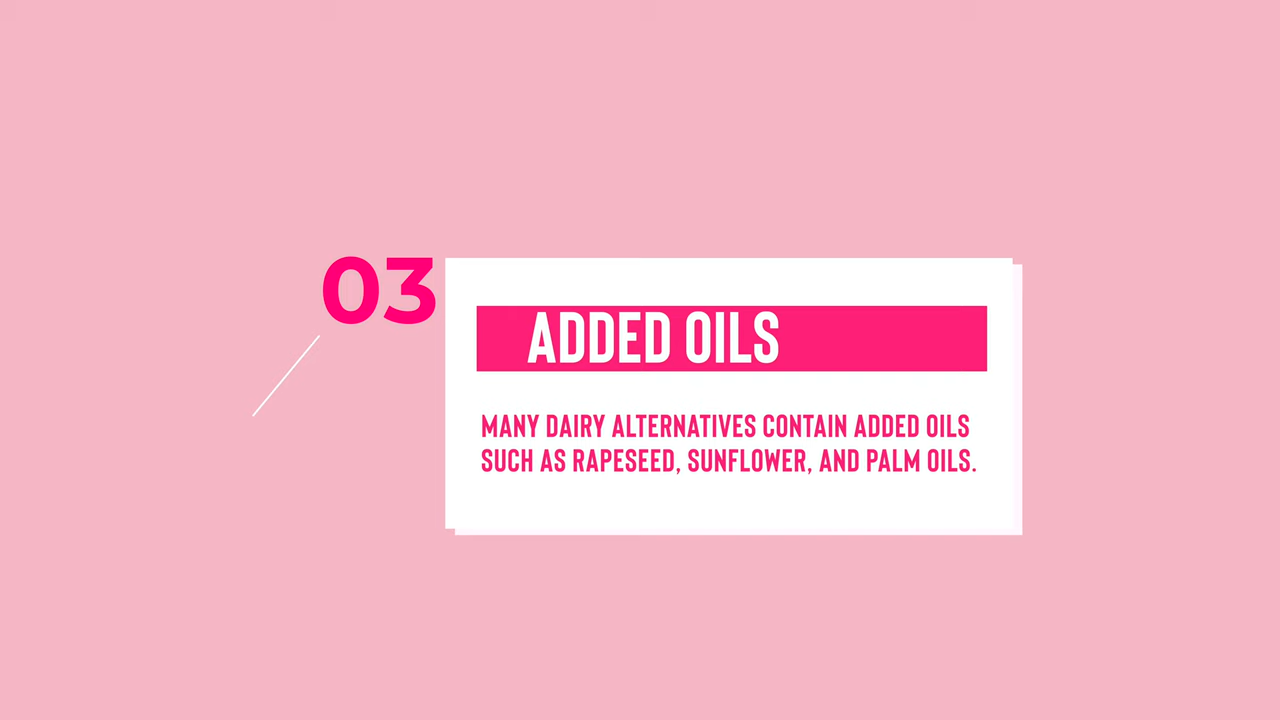 03
ADDED OILS
MANY DAIRY ALTERNATIVES CONTAIN ADDED OILS
SUCH AS RAPESEED, SUNFLOWER, AND PALM OILS.